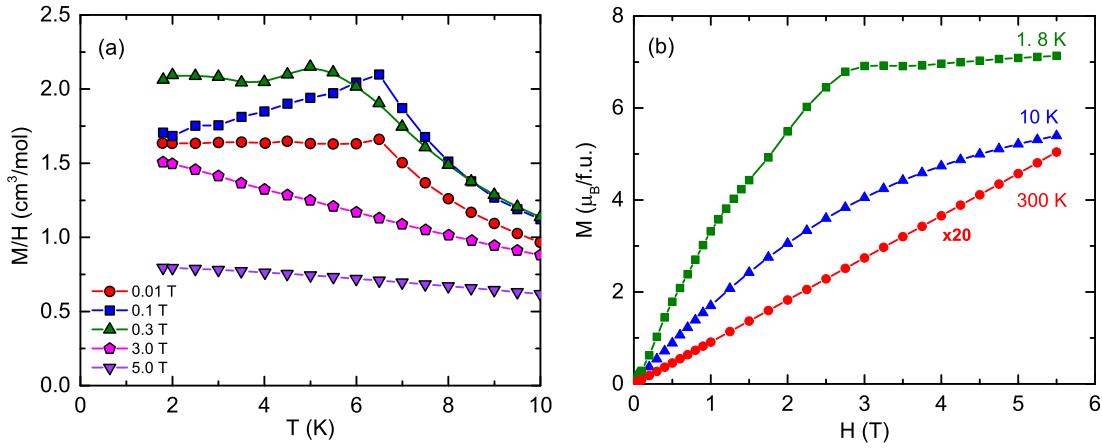 (a)
M/H (cm³/mol)
2.5
2.0
1.5
1.0
0.5
0.0
0.01 T
0.1 T
0.3 T
3.0 T
5.0 T
2
4
6
8
10
T (K)
(b)
M (μB/f.u.)
8
6
4
2
0
1. 8 K
10 K
300 K
x20
0
1
2
3
4
5
6
H (T)